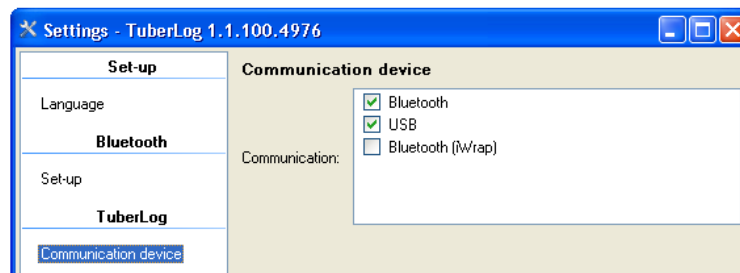 Settings - TuberLog 1.1.100.4976
Set-up
Language
Bluetooth
Set-up
TuberLog
Communication device
Communication device
Communication:
Bluetooth
USB
Bluetooth (iWrap)